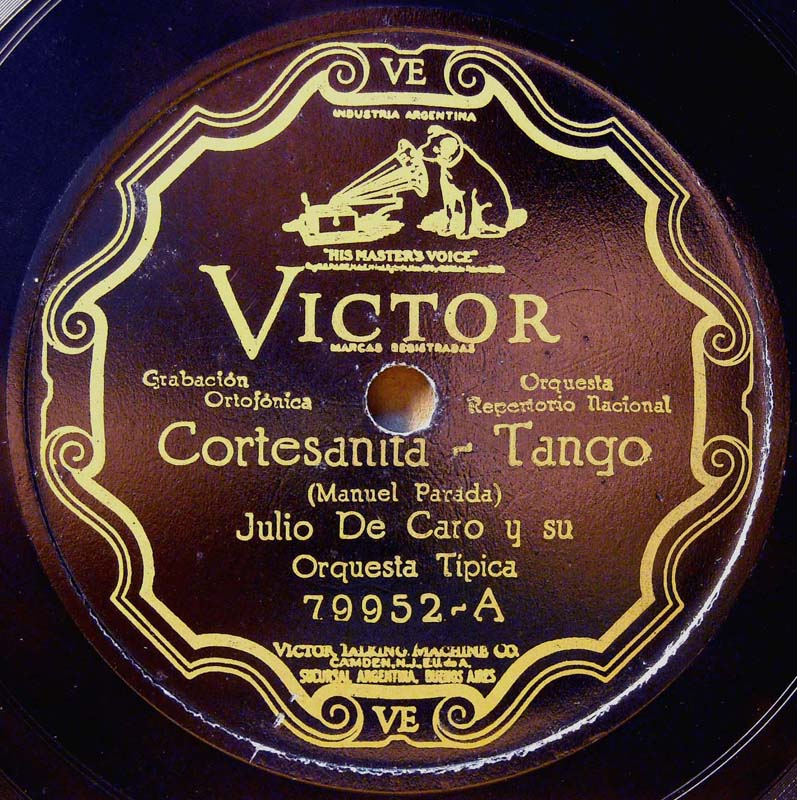 VE
INDUSTRIA ARGENTINA
"HIS MASTER'S VOICE"
VICTOR
MARCAS REGISTRADAS
Grabación
Ortofónica
Orquesta
Repertorio Nacional
Cortesanita - Tango
(Manuel Parada)
Julio De Caro y su
Orquesta Típica
79952-A
VICTOR TALKING MACHINE CO.
CAMDEN, N.J., E.U. de A.
SUCURSAL ARGENTINA, BUENOS AIRES
VE